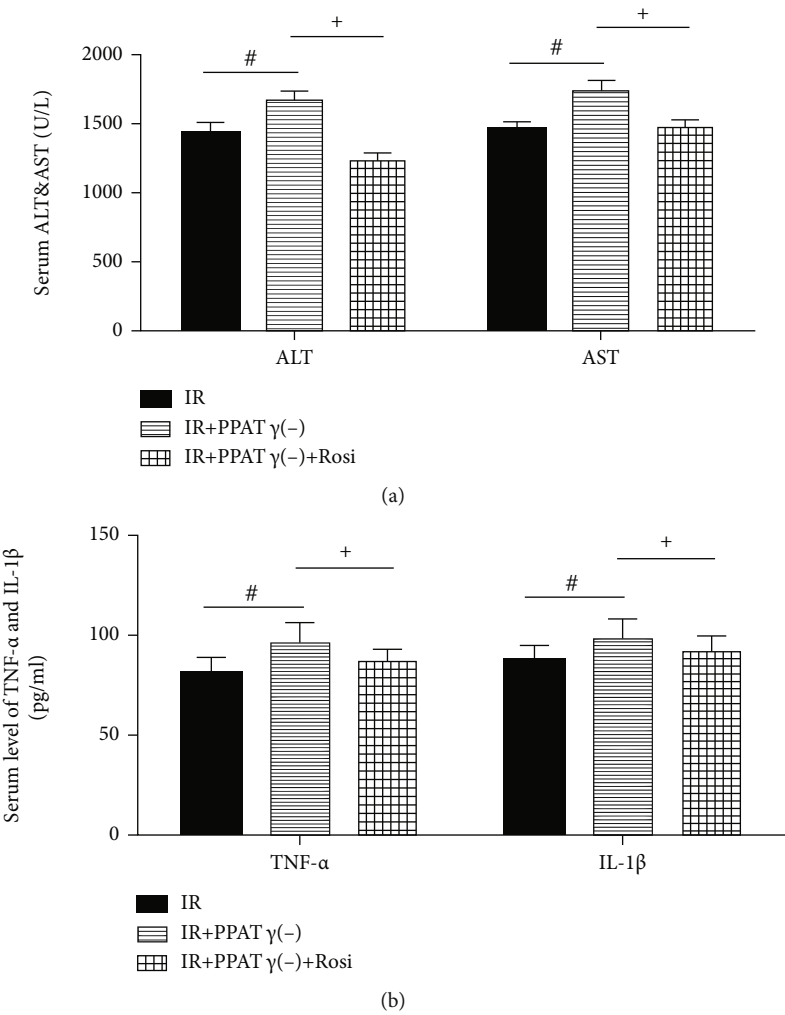 +
+
#
#
2000
1500
1000
500
0
Serum ALT&AST (U/L)
ALT
AST
IR
IR+PPAT γ(−)
IR+PPAT γ(−)+Rosi
(a)
150
100
50
0
+
+
#
#
Serum level of TNF-α and IL-1β
(pg/ml)
TNF-α
IL-1β
IR
IR+PPAT γ(−)
IR+PPAT γ(−)+Rosi
(b)